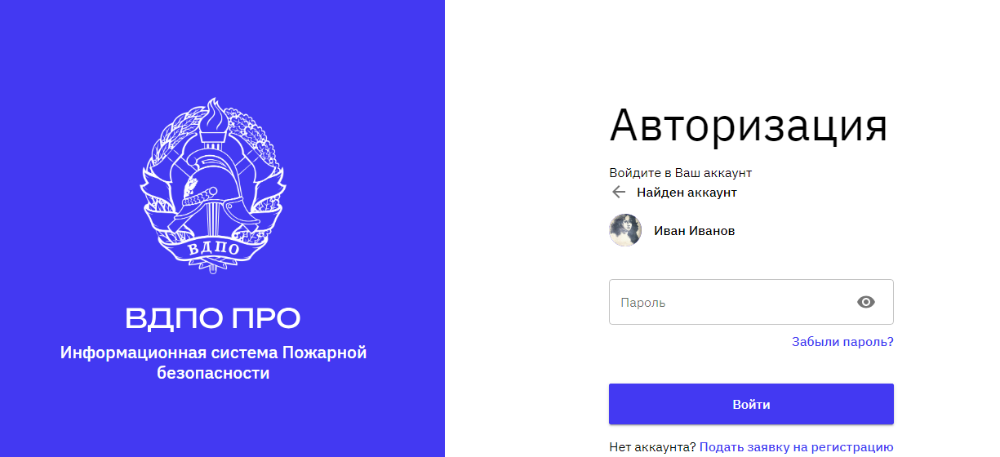 ВДПО
ВДПО ПРО
Информационная система Пожарной
безопасности
Авторизация
Войдите в Ваш аккаунт
Найден аккаунт
Иван Иванов
Пароль
Забыли пароль?
Войти
Нет аккаунта? Подать заявку на регистрацию